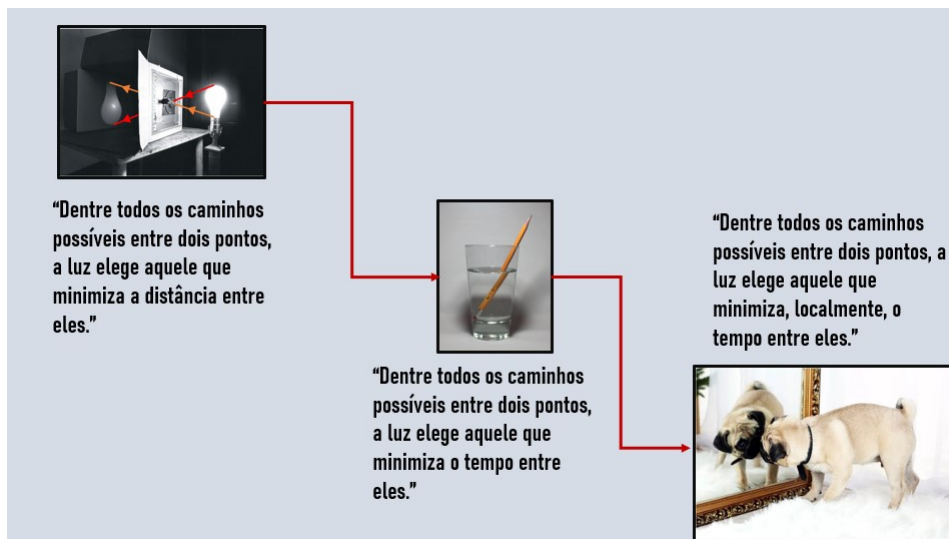 “Dentre todos os caminhos
possíveis entre dois pontos,
a luz elege aquele que
minimiza a distância entre
eles.”
“Dentre todos os caminhos
possíveis entre dois pontos,
a luz elege aquele que
minimiza o tempo entre
eles.”
“Dentre todos os caminhos
possíveis entre dois pontos, a
luz elege aquele que
minimiza, localmente, o
tempo entre eles.”